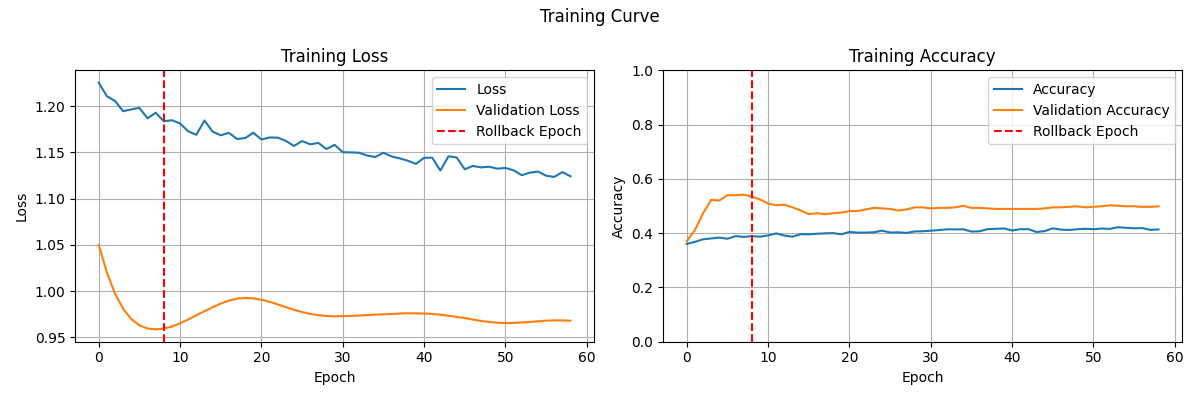 Training Curve
Training Loss
Loss
Validation Loss
Rollback Epoch
1.20
1.15
1.10
1.05
1.00
0.95
Loss
0 10 20 30 40 50 60
Epoch
Training Accuracy
Accuracy
Validation Accuracy
Rollback Epoch
1.0
0.8
0.6
0.4
0.2
0.0
Accuracy
0 10 20 30 40 50 60
Epoch